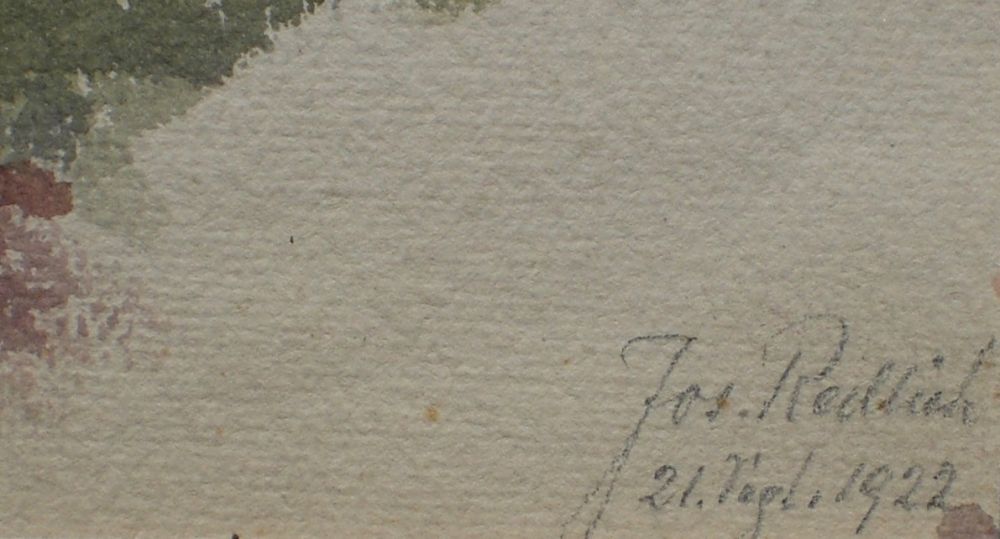 Jos. Redlich
21. Sept. 1922